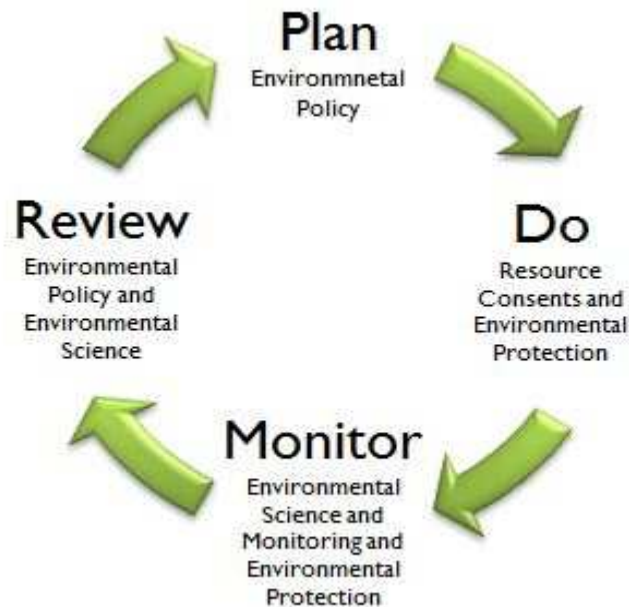 Plan
Environmnetal
Policy
Do
Resource
Consents and
Environmental
Protection
Monitor
Environmental
Science and
Monitoring and
Environmental
Protection
Review
Environmental
Policy and
Environmental
Science